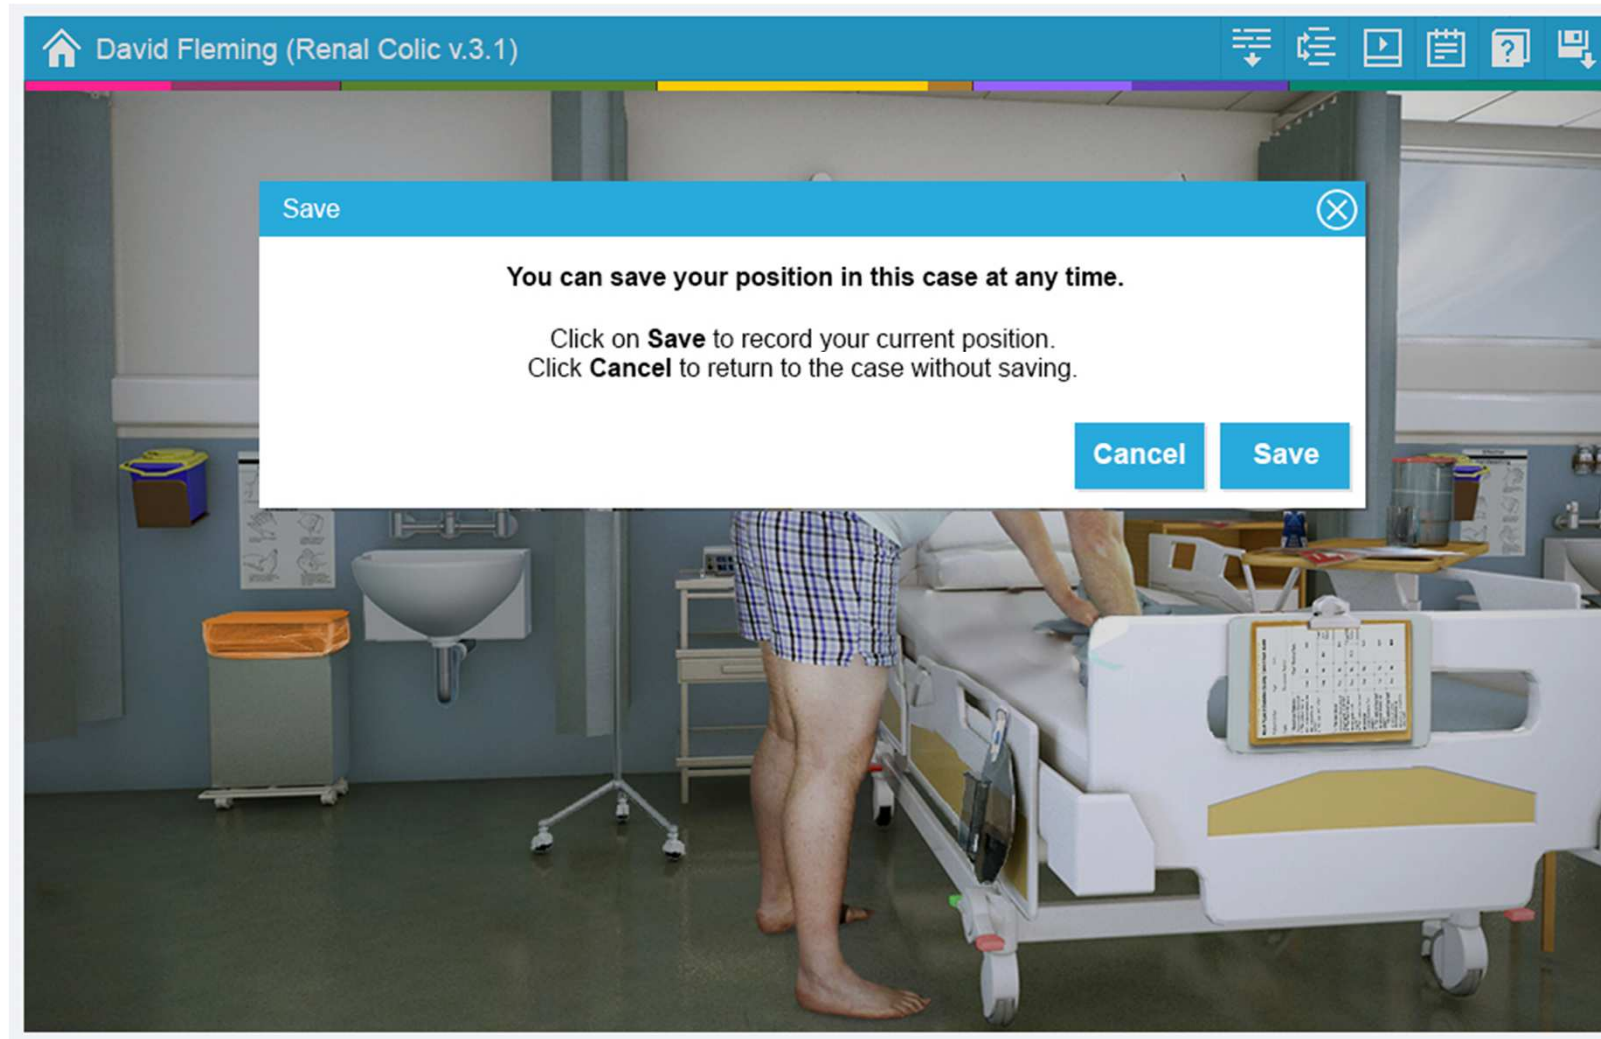 David Fleming (Renal Colic v.3.1)
Save
You can save your position in this case at any time.
Click on Save to record your current position.
Click Cancel to return to the case without saving.
Cancel
Save